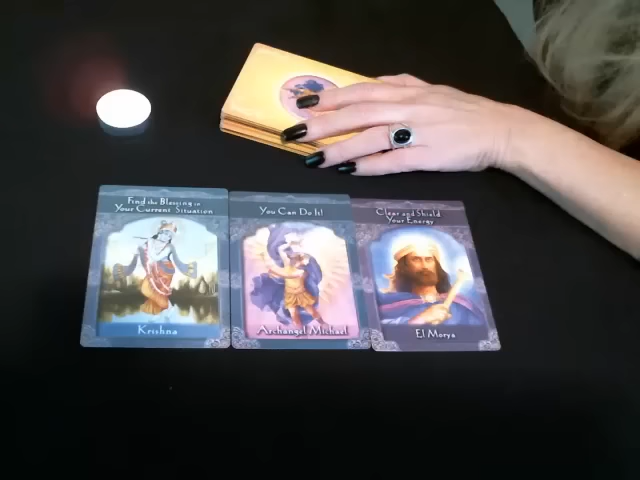 Find the Blessing in
Your Current Situation
Krishna
You Can Do It!
Archangel Michael
Clear and Shield
Your Energy
El Morya